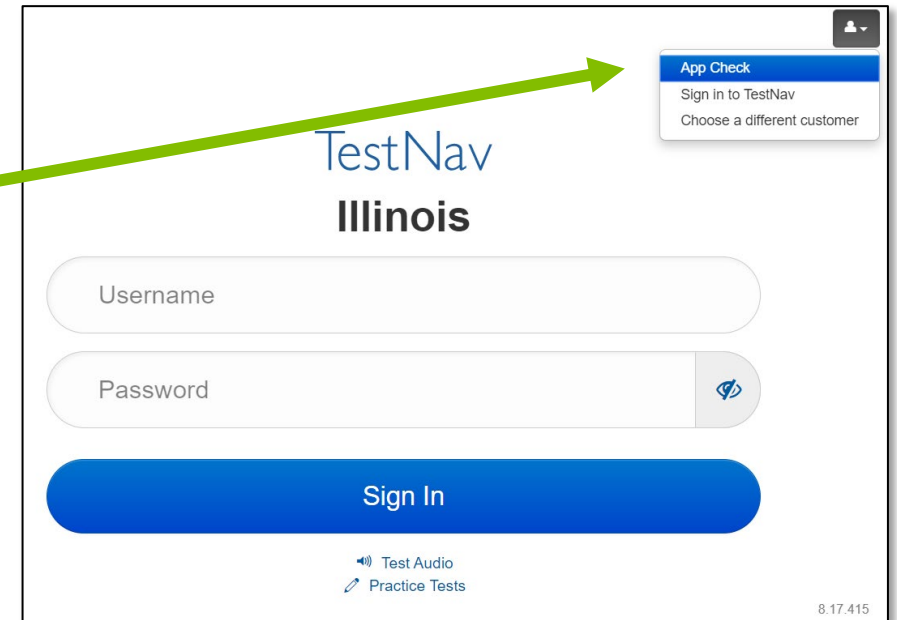 App Check
Sign in to TestNav
Choose a different customer
TestNav
Illinois
Username
Password
Sign In
Test Audio
Practice Tests
8.17.415